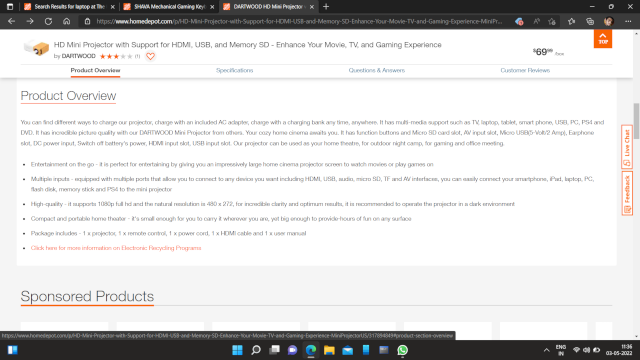 Search Results for laptop at The
SHAVA Mechanical Gaming Keyb
DARTWOOD HD Mini Projector w
https://www.homedepot.com/p/HD-Mini-Projector-with-Support-for-HDMI-USB-and-Memory-SD-Enhance-Your-Movie-TV-and-Gaming-Experience-MiniPr...
HD Mini Projector with Support for HDMI, USB, and Memory SD - Enhance Your Movie, TV, and Gaming Experience
by DARTWOOD
$69.99
TOP
Product Overview
Specifications
Questions & Answers
Customer Reviews
Product Overview
You can find different ways to charge our projector, charge with an included AC adapter, charge with a charging bank any time, anywhere. It has multi-media support such as TV, laptop, tablet, smart phone, USB, PC, PS4 and
DVD. It has incredible picture quality with our DARTWOOD Mini Projector from others. Your cozy home cinema awaits you. It has function buttons and Micro SD card slot, AV input slot, Micro USB(5-Volt/2 Amp), Earphone
slot, DC power input, Switch off battery's power, HDMI input slot, USB input slot. Our projector can be used as your home theatre, for outdoor night camp, for gaming and office meeting.
Entertainment on the go - it is perfect for entertaining by giving you an impressively large-home cinema projector screen to watch movies or play games on
Multiple inputs - equipped with multiple ports that allow you to connect to any device you want including HDMI, USB, audio, micro SD, TF and AV interfaces, you can easily connect your smartphone, iPad, laptop, PC,
flash disk, memory stick and PS4 to the mini projector
High-quality - it supports 1080p full hd and the natural resolution is 480 x 272, for incredible clarity and optimum results, it is recommended to operate the projector in a dark environment
Compact and portable home theater - it's small enough for you to carry it wherever you are, yet big enough to provide hours of fun on any surface
Package includes - 1 x projector, 1 x remote control, 1 x power cord, 1 x HDMI cable and 1 x user manual
Click here for more information on Electronic Recycling Programs
Live Chat
Feedback
Sponsored Products
https://www.homedepot.com/p/HD-Mini-Projector-with-Support-for-HDMI-USB-and-Memory-SD-Enhance-Your-Movie-TV-and-Gaming-Experience-MiniProjectorUS/317894849#product-section-overview
ENG
IN
11:36
03-05-2022